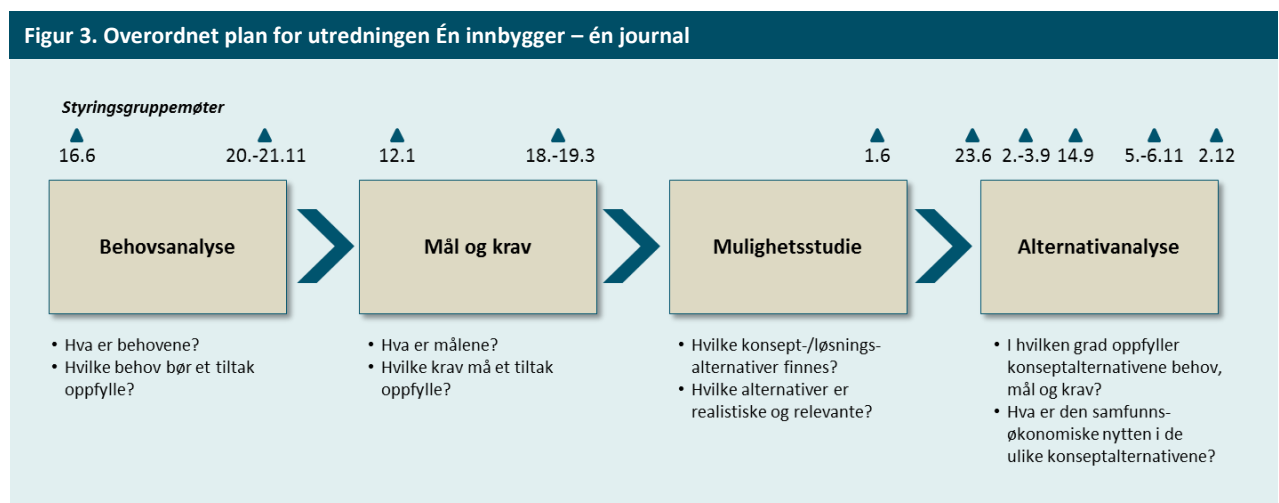 Figur 3. Overordnet plan for utredningen Én innbygger – én journal
Styringsgruppemøter
16.6 20.-21.11 12.1 18.-19.3 1.6 23.6 2.-3.9 14.9 5.-6.11 2.12
Behovsanalyse
Mål og krav
Mulighetsstudie
Alternativanalyse
• Hva er behovene?
• Hvilke behov bør et tiltak
oppfylle?
• Hva er målene?
• Hvilke krav må et tiltak
oppfylle?
• Hvilke konsept-/løsnings-
alternativer finnes?
• Hvilke alternativer er
realistiske og relevante?
• I hvilken grad oppfyller
konseptalternativene behov,
mål og krav?
• Hva er den samfunns-
økonomiske nytten i de
ulike konseptalternativene?